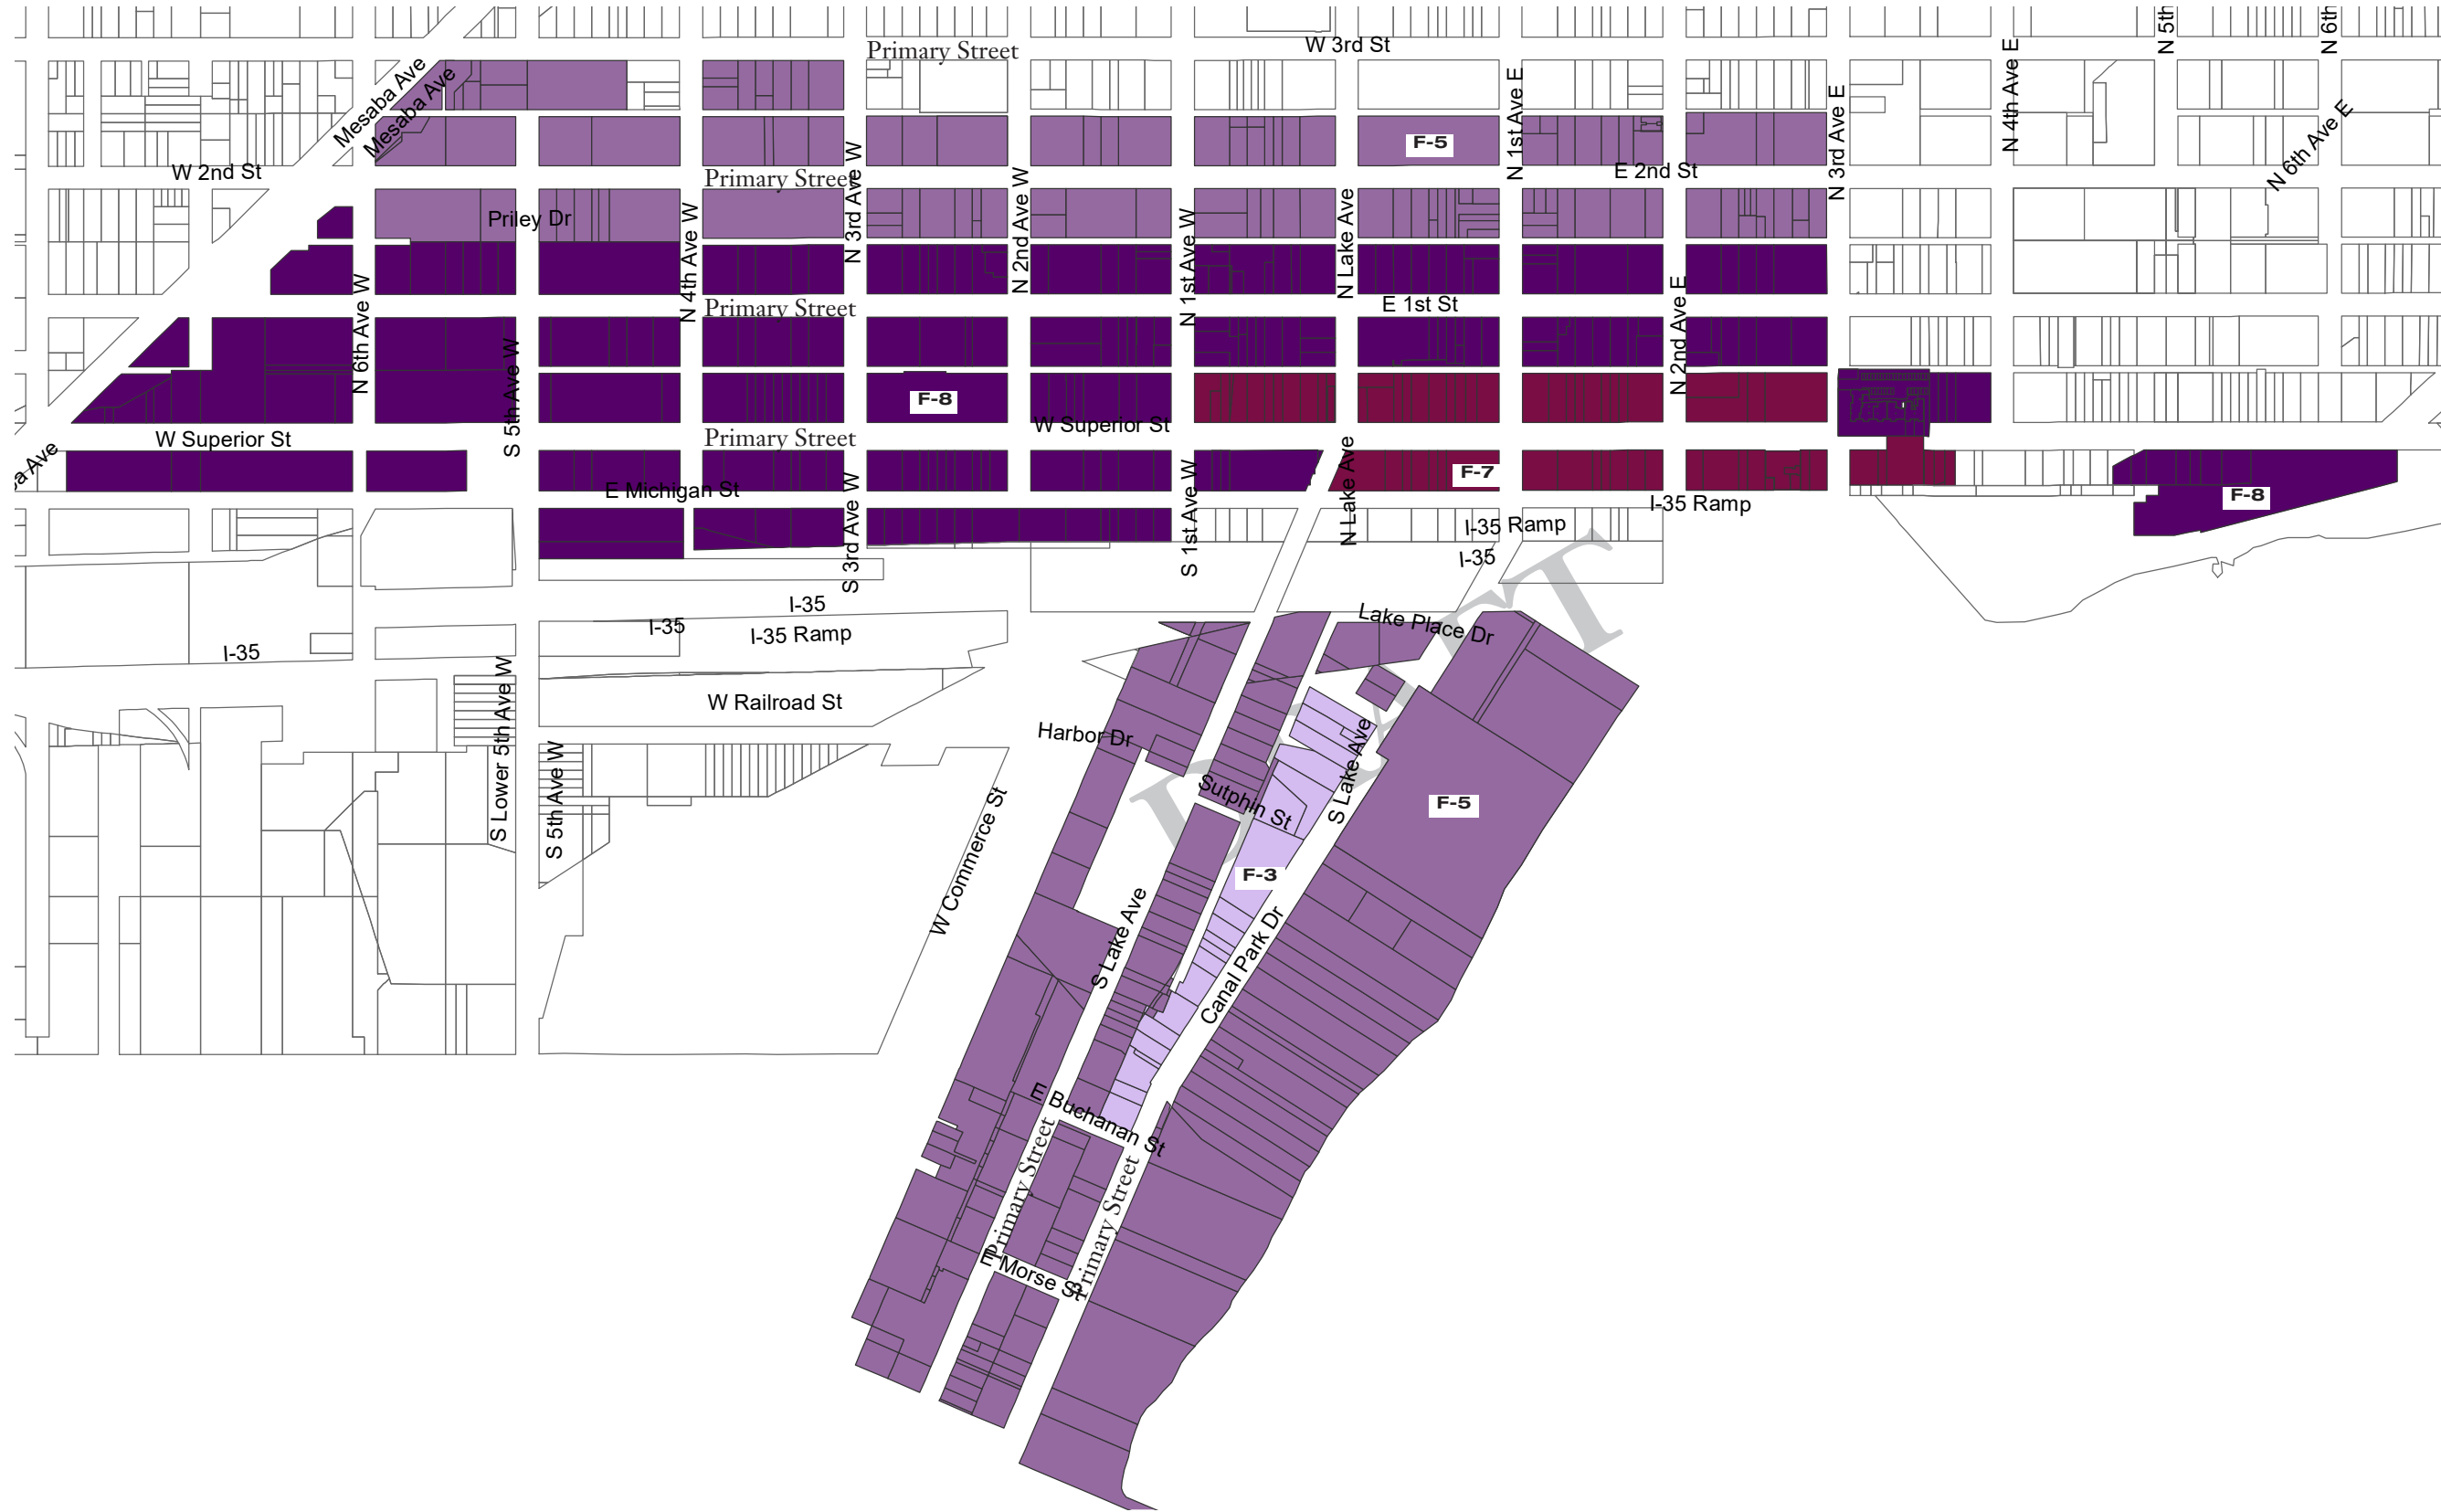 Primary Street
W 3rd St
N 5th
N 6th
Mesaba Ave
Mesaba Ave
N 1st Ave E
N 3rd Ave E
N 4th Ave E
N 6th Ave E
F-5
W 2nd St
Primary Street
E 2nd St
Priley Dr
N 4th Ave W
N 3rd Ave W
N 2nd Ave W
N 1st Ave W
N Lake Ave
Primary Street
E 1st St
N 6th Ave W
S 5th Ave W
N 2nd Ave E
F-8
W Superior St
Primary Street
W Superior St
ba Ave
E Michigan St
S 3rd Ave W
S 1st Ave W
N Lake Ave
F-7
I-35 Ramp
F-8
I-35 Ramp
I-35
DRAFT
I-35
I-35
I-35 Ramp
I-35
Lake Place Dr
W Railroad St
S Lower 5th Ave W
S 5th Ave W
Harbor Dr
W Commerce St
Sutphin St
S Lake Ave
F-5
F-3
S Lake Ave
Canal Park Dr
E Buchanan St
Primary Street
Primary Street
E Morse St